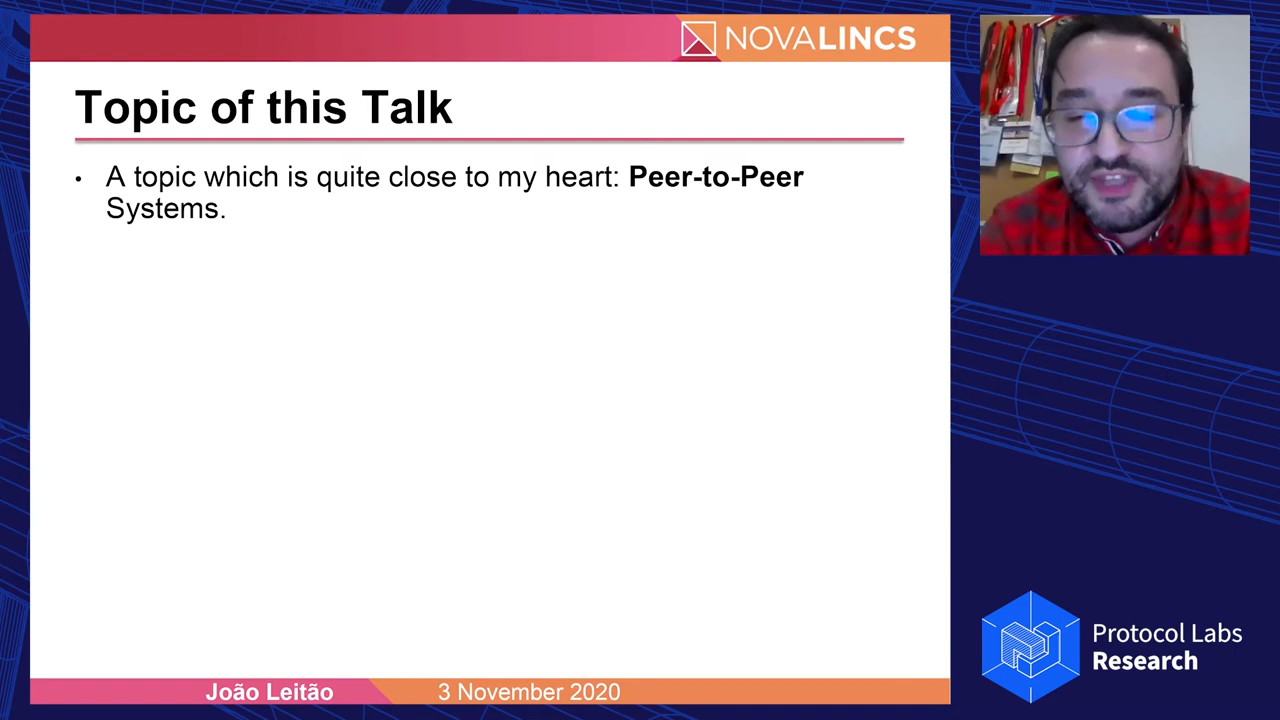 NOVALINCS
Topic of this Talk
• A topic which is quite close to my heart: Peer-to-Peer
Systems.
João Leitão
3 November 2020
Protocol Labs
Research